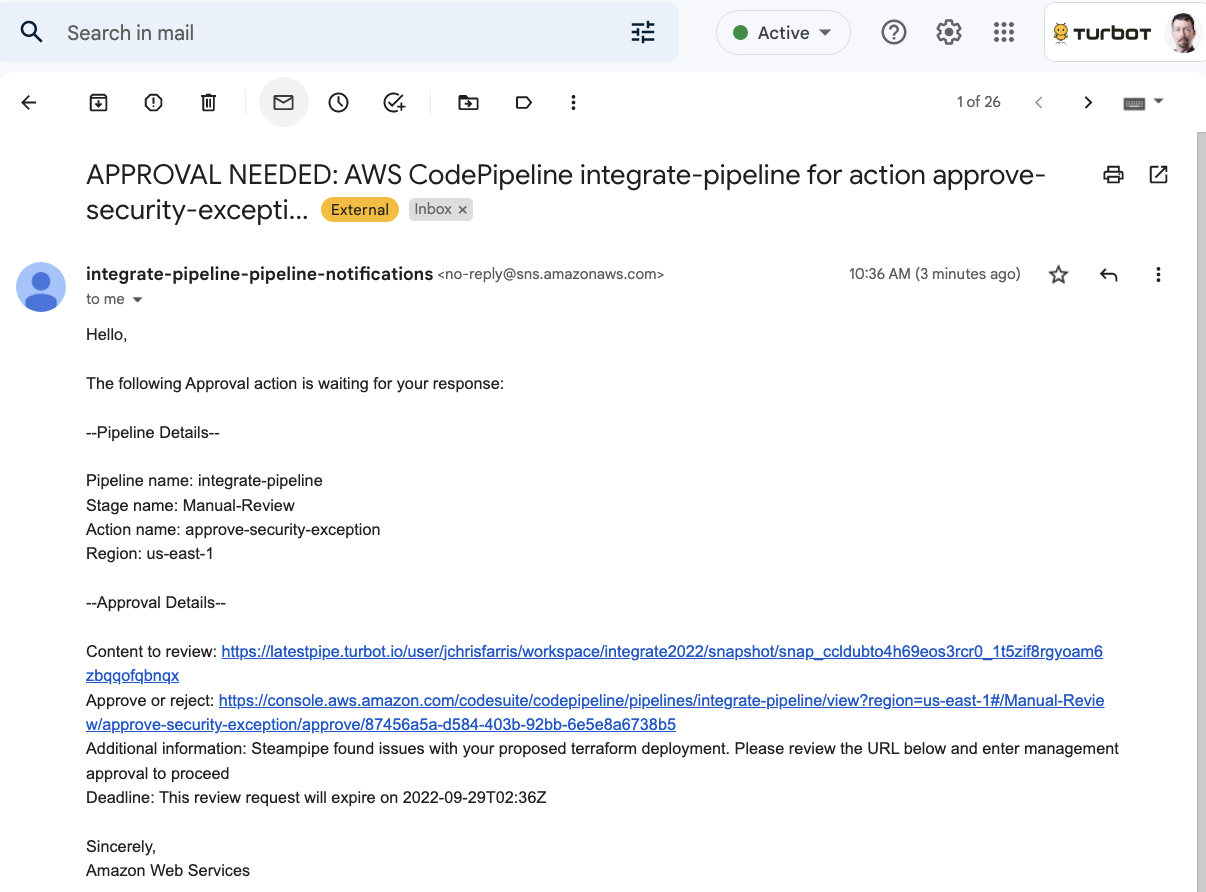 Search in mail
Active
TURBOT
1 of 26
APPROVAL NEEDED: AWS CodePipeline integrate-pipeline for action approve-
security-excepti... External Inbox ×
integrate-pipeline-pipeline-notifications <no-reply@sns.amazonaws.com> 10:36 AM (3 minutes ago)
to me
Hello,
The following Approval action is waiting for your response:
--Pipeline Details--
Pipeline name: integrate-pipeline
Stage name: Manual-Review
Action name: approve-security-exception
Region: us-east-1
--Approval Details--
Content to review: https://latestpipe.turbot.io/user/jchrisfarris/workspace/integrate2022/snapshot/snap_ccldubto4h69eos3rcr0_1t5zif8rgyoam6
zbqqofqbnqx
Approve or reject: https://console.aws.amazon.com/codesuite/codepipeline/pipelines/integrate-pipeline/view?region=us-east-1#/Manual-Revie
w/approve-security-exception/approve/87456a5a-d584-403b-92bb-6e5e8a6738b5
Additional information: Steampipe found issues with your proposed terraform deployment. Please review the URL below and enter management
approval to proceed
Deadline: This review request will expire on 2022-09-29T02:36Z
Sincerely,
Amazon Web Services